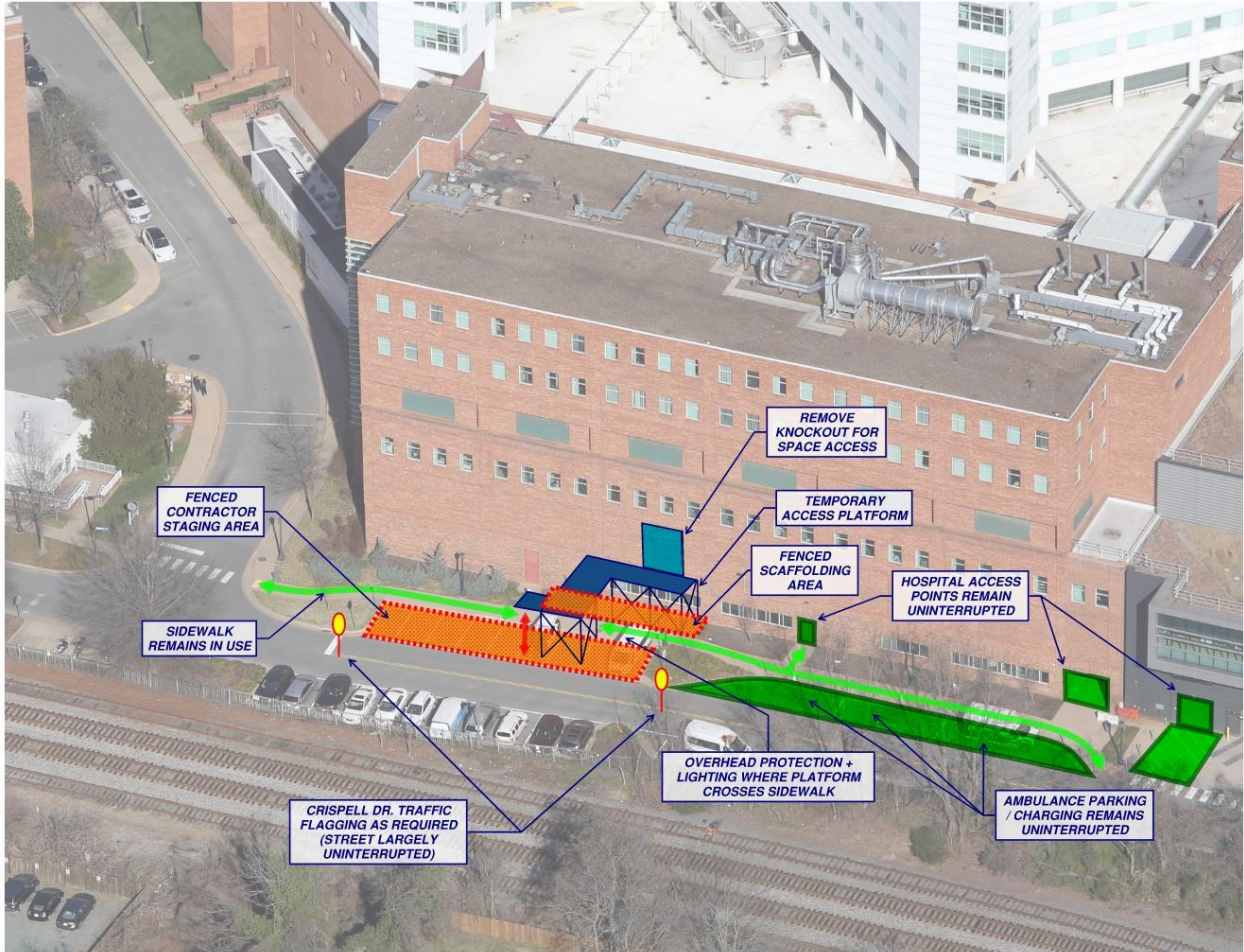 REMOVE
KNOCKOUT FOR
SPACE ACCESS
FENCED
CONTRACTOR
STAGING AREA
TEMPORARY
ACCESS PLATFORM
FENCED
SCAFFOLDING
AREA
HOSPITAL ACCESS
POINTS REMAIN
UNINTERRUPTED
SIDEWALK
REMAINS IN USE
OVERHEAD PROTECTION +
LIGHTING WHERE PLATFORM
CROSSES SIDEWALK
CRISPELL DR. TRAFFIC
FLAGGING AS REQUIRED
(STREET LARGELY
UNINTERRUPTED)
AMBULANCE PARKING
/ CHARGING REMAINS
UNINTERRUPTED